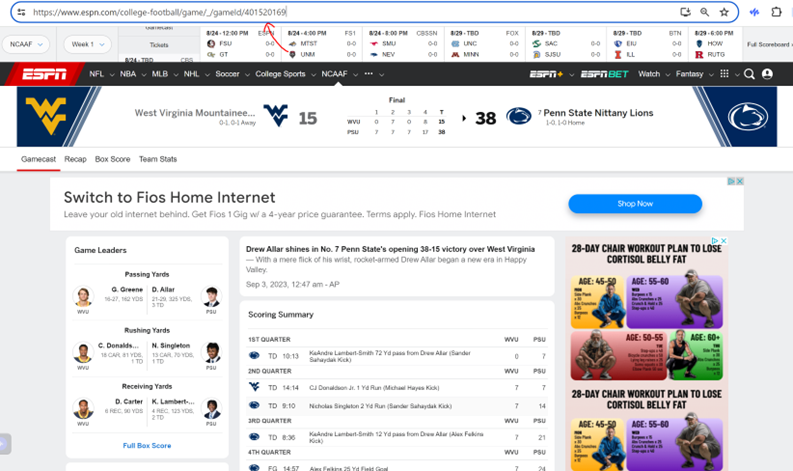 https://www.espn.com/college-football/game/_/gameId/401520169
NCAAF
Week 1
Tickets
8/24 - TBD CBS
8/24 - 12:00 PM ESPN
FSU 0-0
GT 0-0
8/24 - 4:00 PM FS1
MTST 0-0
UNM 0-0
8/24 - 8:00 PM CBSSN
SMU 0-0
NEV 0-0
8/29 - TBD FOX
UNC 0-0
MINN 0-0
8/29 - TBD
SAC 0-0
SJSU 0-0
8/29 - TBD
EIU 0-0
ILL 0-0
8/29 - 6:00 PM
HOW
RUTG
Full Scoreboard
ESPN NFL NBA MLB NHL Soccer College Sports NCAAF ••• ESPN+ ESPN BET Watch Fantasy
West Virginia Mountainee...
0-1, 0-1 Away
15
Final
1 2 3 4 T
WVU 0 7 0 8 15
PSU 7 7 7 17 38
38
7 Penn State Nittany Lions
1-0, 1-0 Home
Gamecast Recap Box Score Team Stats
Switch to Fios Home Internet
Leave your old internet behind. Get Fios 1 Gig w/ a 4-year price guarantee. Terms apply. Fios Home Internet
Shop Now
Game Leaders
Passing Yards
G. Greene D. Allar
16-27, 162 YDS 21-29, 325 YDS, 3 TD
WVU PSU
Rushing Yards
C. Donalds... N. Singleton
18 CAR, 81 YDS, 1 TD 13 CAR, 70 YDS, 1 TD
WVU PSU
Receiving Yards
D. Carter K. Lambert-...
6 REC, 90 YDS 4 REC, 123 YDS, 2 TD
WVU PSU
Full Box Score
Drew Allar shines in No. 7 Penn State's opening 38-15 victory over West Virginia
— With a mere flick of his wrist, rocket-armed Drew Allar began a new era in Happy
Valley.
Sep 3, 2023, 12:47 am - AP
Scoring Summary
1ST QUARTER WVU PSU
TD 10:13 KeAndre Lambert-Smith 72 Yd pass from Drew Allar (Sander Sahaydak Kick) 0 7
2ND QUARTER WVU PSU
TD 14:14 CJ Donaldson Jr. 1 Yd Run (Michael Hayes Kick) 7 7
TD 9:10 Nicholas Singleton 2 Yd Run (Sander Sahaydak Kick) 7 14
3RD QUARTER WVU PSU
TD 8:36 KeAndre Lambert-Smith 12 Yd pass from Drew Allar (Alex Felkins Kick) 7 21
4TH QUARTER WVU PSU
FG 14:57 Alex Felkins 25 Yd Field Goal 7 24
28-DAY CHAIR WORKOUT PLAN TO LOSE
CORTISOL BELLY FAT
AGE: 45-50
AGE: 55-60
AGE: 50-55
AGE: 60+
28-DAY CHAIR WORKOUT PLAN TO LOSE
CORTISOL BELLY FAT
AGE: 45-50
AGE: 55-60